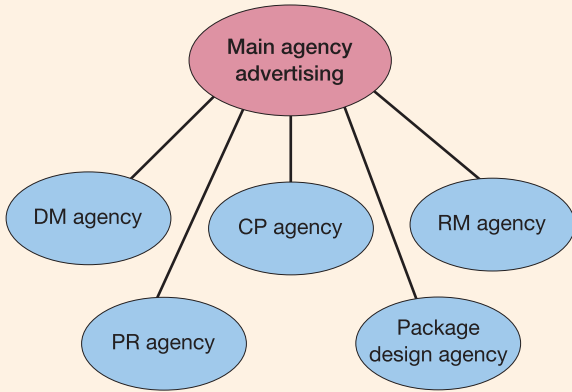 Main agency
advertising
DM agency
CP agency
RM agency
PR agency
Package
design agency